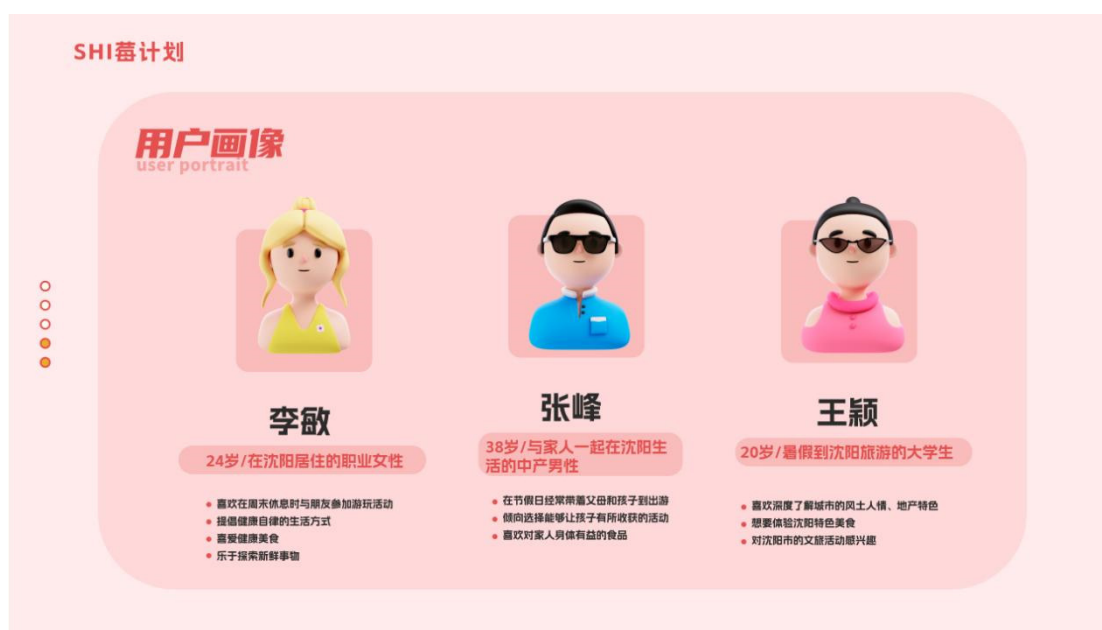 SHI莓计划
用户画像
user portrait
李敏
24岁/在沈阳居住的职业女性
喜欢在周末休息时与朋友参加游玩活动
提倡健康自律的生活方式
喜爱健康美食
乐于探索新鲜事物
张峰
38岁/与家人一起在沈阳生
活的中产男性
在节假日经常带着父母和孩子到出游
倾向选择能够让孩子有所收获的活动
喜欢对家人身体有益的食品
王颖
20岁/暑假到沈阳旅游的大学生
喜欢深度了解城市的风土人情、地产特色
想要体验沈阳特色美食
对沈阳市的文旅活动感兴趣